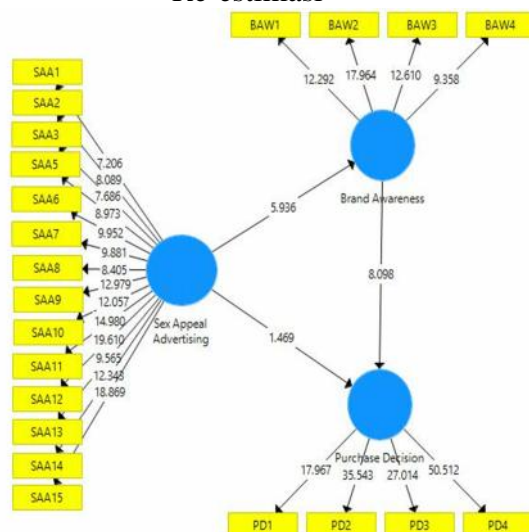 Re-estimasi
BAW1 BAW2 BAW3 BAW4
12.292 17.964 12.610 9.358
Brand Awareness
SAA1
SAA2
SAA3
SAA5
SAA6
SAA7
SAA8
SAA9
SAA10
SAA11
SAA12
SAA13
SAA14
SAA15
7.206
8.089
7.686
8.973
9.952
9.881
8.405
12.979
12.057
14.980
19.610
9.565
12.343
18.869
Sex Appeal
Advertising
5.936
8.098
1.469
Purchase Decision
17.967 35.543 27.014 50.512
PD1 PD2 PD3 PD4